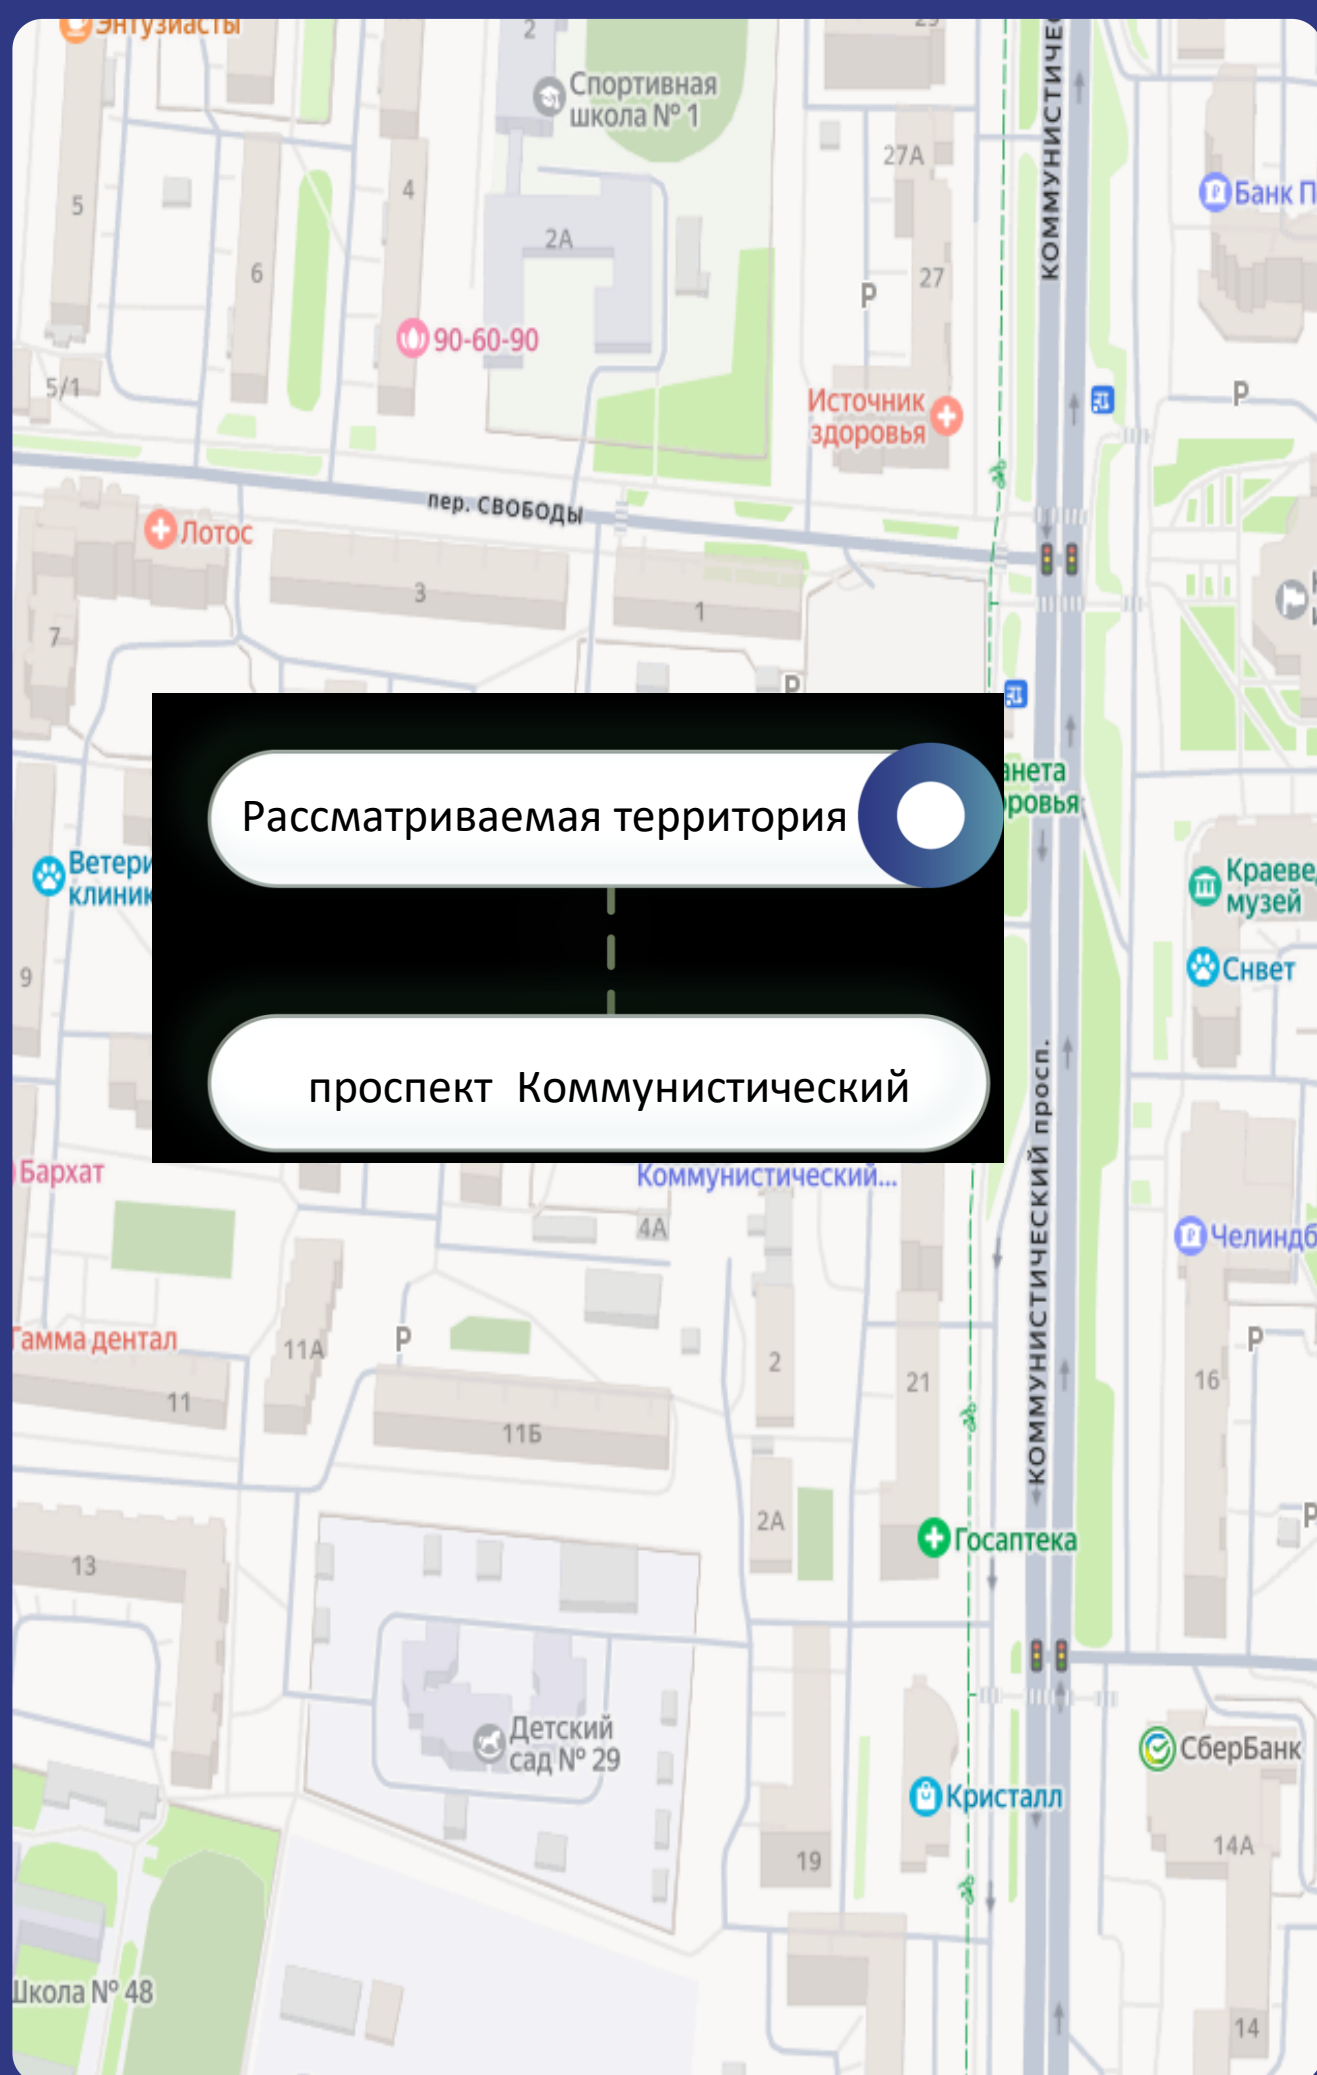 Энтузиасты
2
25
Спортивная
школа № 1
КОММУНИСТИЧЕС
27А
Банк П
5
4
2А
6
27
Р
90-60-90
5/1
Источник
здоровья
Р
пер. СВОБОДЫ
Лотос
3
1
7
Р
Рассматриваемая территория
анета
ровья
Ветери
клиник
Краеве
музей
Снвет
9
проспект Коммунистический
КОММУНИСТИЧЕСКИЙ просп.
Бархат
Коммунистический...
4А
Челиндб
Гамма дентал
11А
Р
2
21
Р
16
11
11Б
2А
Р
Госаптека
13
Детский
сад № 29
СберБанк
Кристалл
14А
19
Школа № 48
14